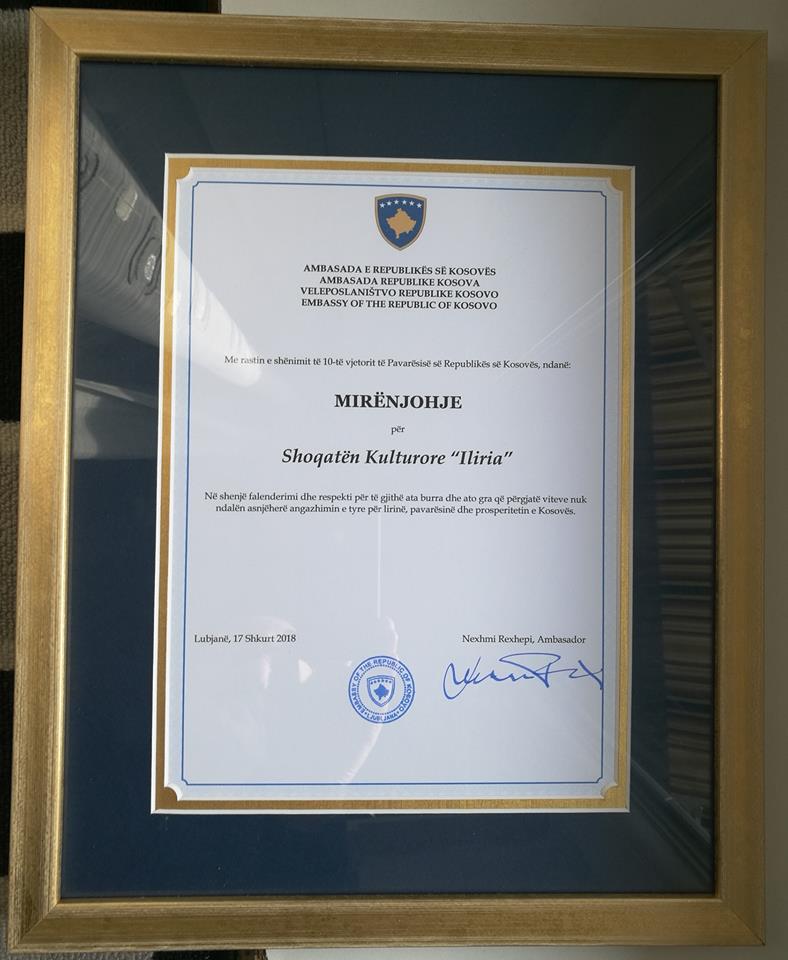 AMBASADA E REPUBLIKËS SË KOSOVËS
AMBASADA REPUBLIKE KOSOVA
VELEPOSLANIŠTVO REPUBLIKE KOSOVO
EMBASSY OF THE REPUBLIC OF KOSOVO
Me rastin e shënimit të 10-të vjetorit të Pavarësisë së Republikës së Kosovës, ndanë:
MIRËNJOHJE
për
Shoqatën Kulturore “Iliria”
Në shenjë falenderimi dhe respekti për të gjithë ata burra dhe ato gra që përgjatë viteve nuk
ndalën asnjëherë angazhimin e tyre për lirinë, pavarësinë dhe prosperitetin e Kosovës.
Lubjanë, 17 Shkurt 2018
Nexhmi Rexhepi, Ambasador
EMBASSY OF THE REPUBLIC OF KOSOVO
LJUBLJANA